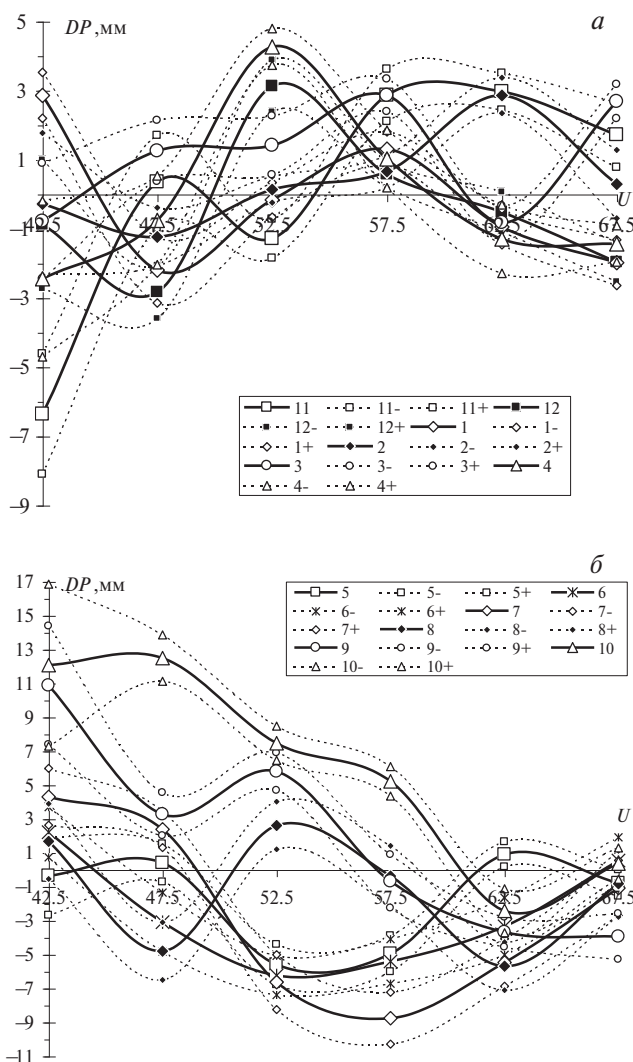 а
DP,мм
5
3
1
U
42.5 47.5 52.5 57.5 62.5 67.5
–1
–3
–5
–7
–9
11 11- 11+ 12
12- 12+ 1 1-
1+ 2 2- 2+
3 3- 3+ 4
4- 4+
б
DP,мм
17
15
13
11
9
7
5
3
1
U
–1
42.5 47.5 52.5 57.5 62.5 67.5
–3
–5
–7
–9
–11
5 5- 5+ 6
6- 6+ 7 7-
7+ 8 8- 8+
9 9- 9+ 10
10- 10+